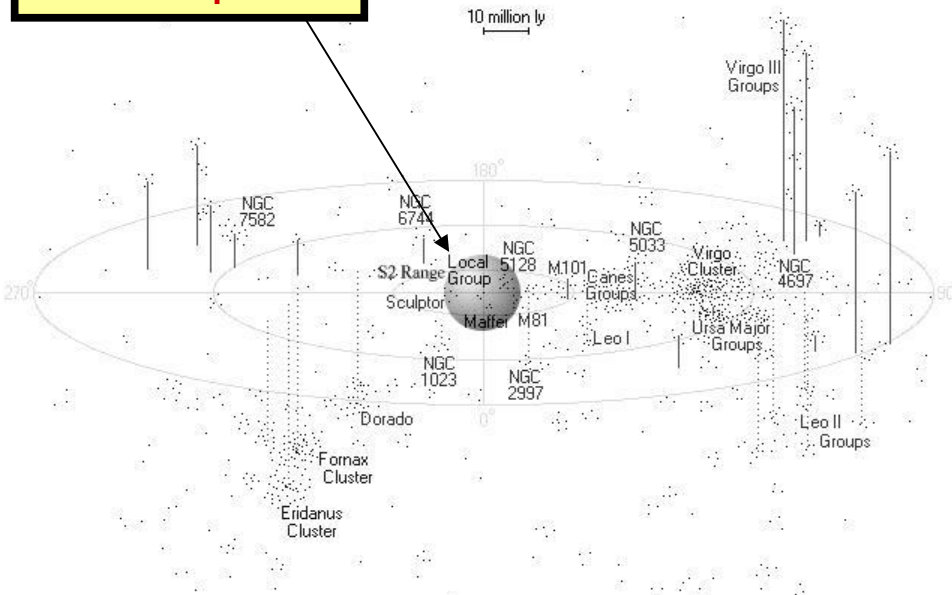 10 million ly
Virgo III
Groups
180°
NGC
7582
NGC
6744
NGC
5033
NGC
5128
Local
Group
S2 Range
M101
Canes
Groups
Virgo
Cluster
NGC
4697
270°
90
Sculptor
Maffei
M81
Leo I
Ursa Major
Groups
NGC
1023
NGC
2997
Dorado
0°
Leo II
Groups
Fornax
Cluster
Eridanus
Cluster